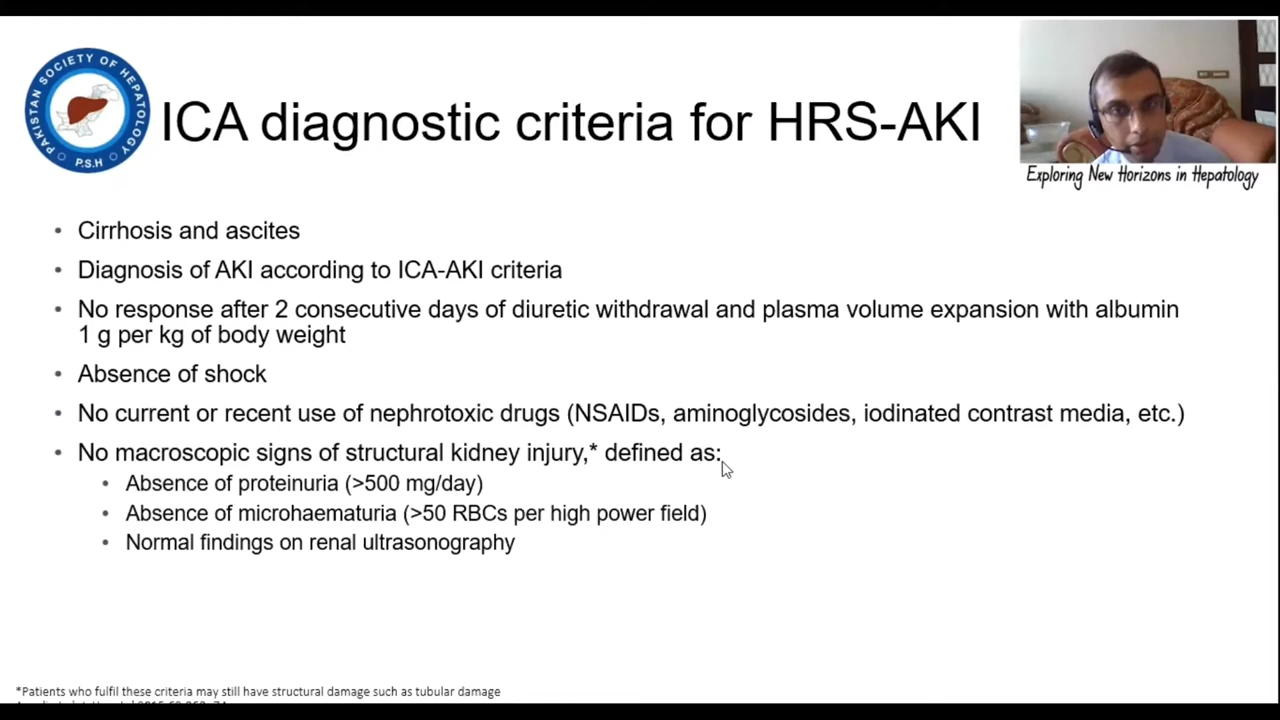 PAKISTAN SOCIETY OF HEPATOLOGY
P.S.H
ICA diagnostic criteria for HRS-AKI
Exploring New Horizons in Hepatology
• Cirrhosis and ascites
• Diagnosis of AKI according to ICA-AKI criteria
• No response after 2 consecutive days of diuretic withdrawal and plasma volume expansion with albumin
1 g per kg of body weight
• Absence of shock
• No current or recent use of nephrotoxic drugs (NSAIDs, aminoglycosides, iodinated contrast media, etc.)
• No macroscopic signs of structural kidney injury,* defined as:
• Absence of proteinuria (>500 mg/day)
• Absence of microhaematuria (>50 RBCs per high power field)
• Normal findings on renal ultrasonography
*Patients who fulfil these criteria may still have structural damage such as tubular damage